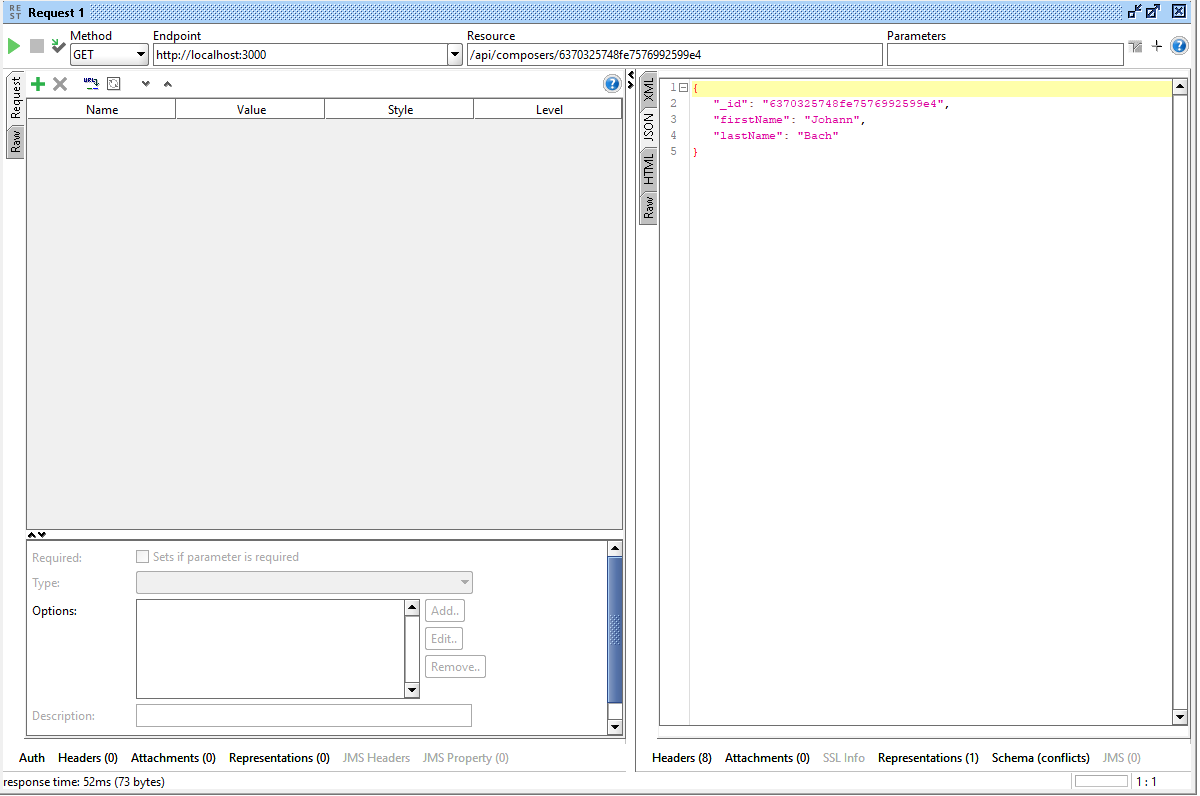 RE
ST
Request 1
Method
Endpoint
Resource
Parameters
GET
http://localhost:3000
/api/composers/6370325748fe7576992599e4
Request
Raw
URL
Name Value Style Level
Required:
Sets if parameter is required
Type:
Options:
Add..
Edit..
Remove..
Description:
Auth Headers (0) Attachments (0) Representations (0) JMS Headers JMS Property (0)
XML
JSON
HTML
Raw
1 {
2 "_id": "6370325748fe7576992599e4",
3 "firstName": "Johann",
4 "lastName": "Bach"
5 }
Headers (8) Attachments (0) SSL Info Representations (1) Schema (conflicts) JMS (0)
response time: 52ms (73 bytes)
1 : 1